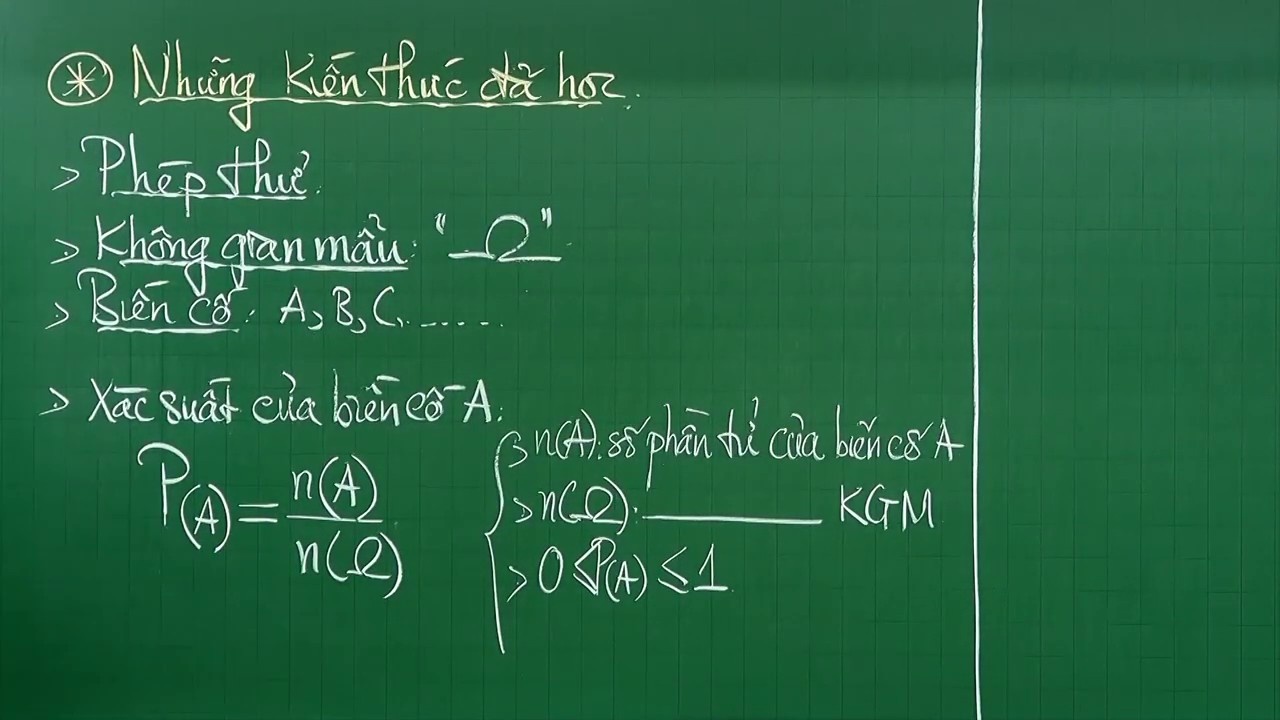 ⊛ Những kiến thức đã học.
> Phép thử.
> Không gian mẫu: "Ω"
> Biến cố: A, B, C, ......
> Xác suất của biến cố A.
P(A) = n(A) / n(Ω)
> n(A): số phần tử của biến cố A
> n(Ω): ________ KGM
> 0 ≤ P(A) ≤ 1